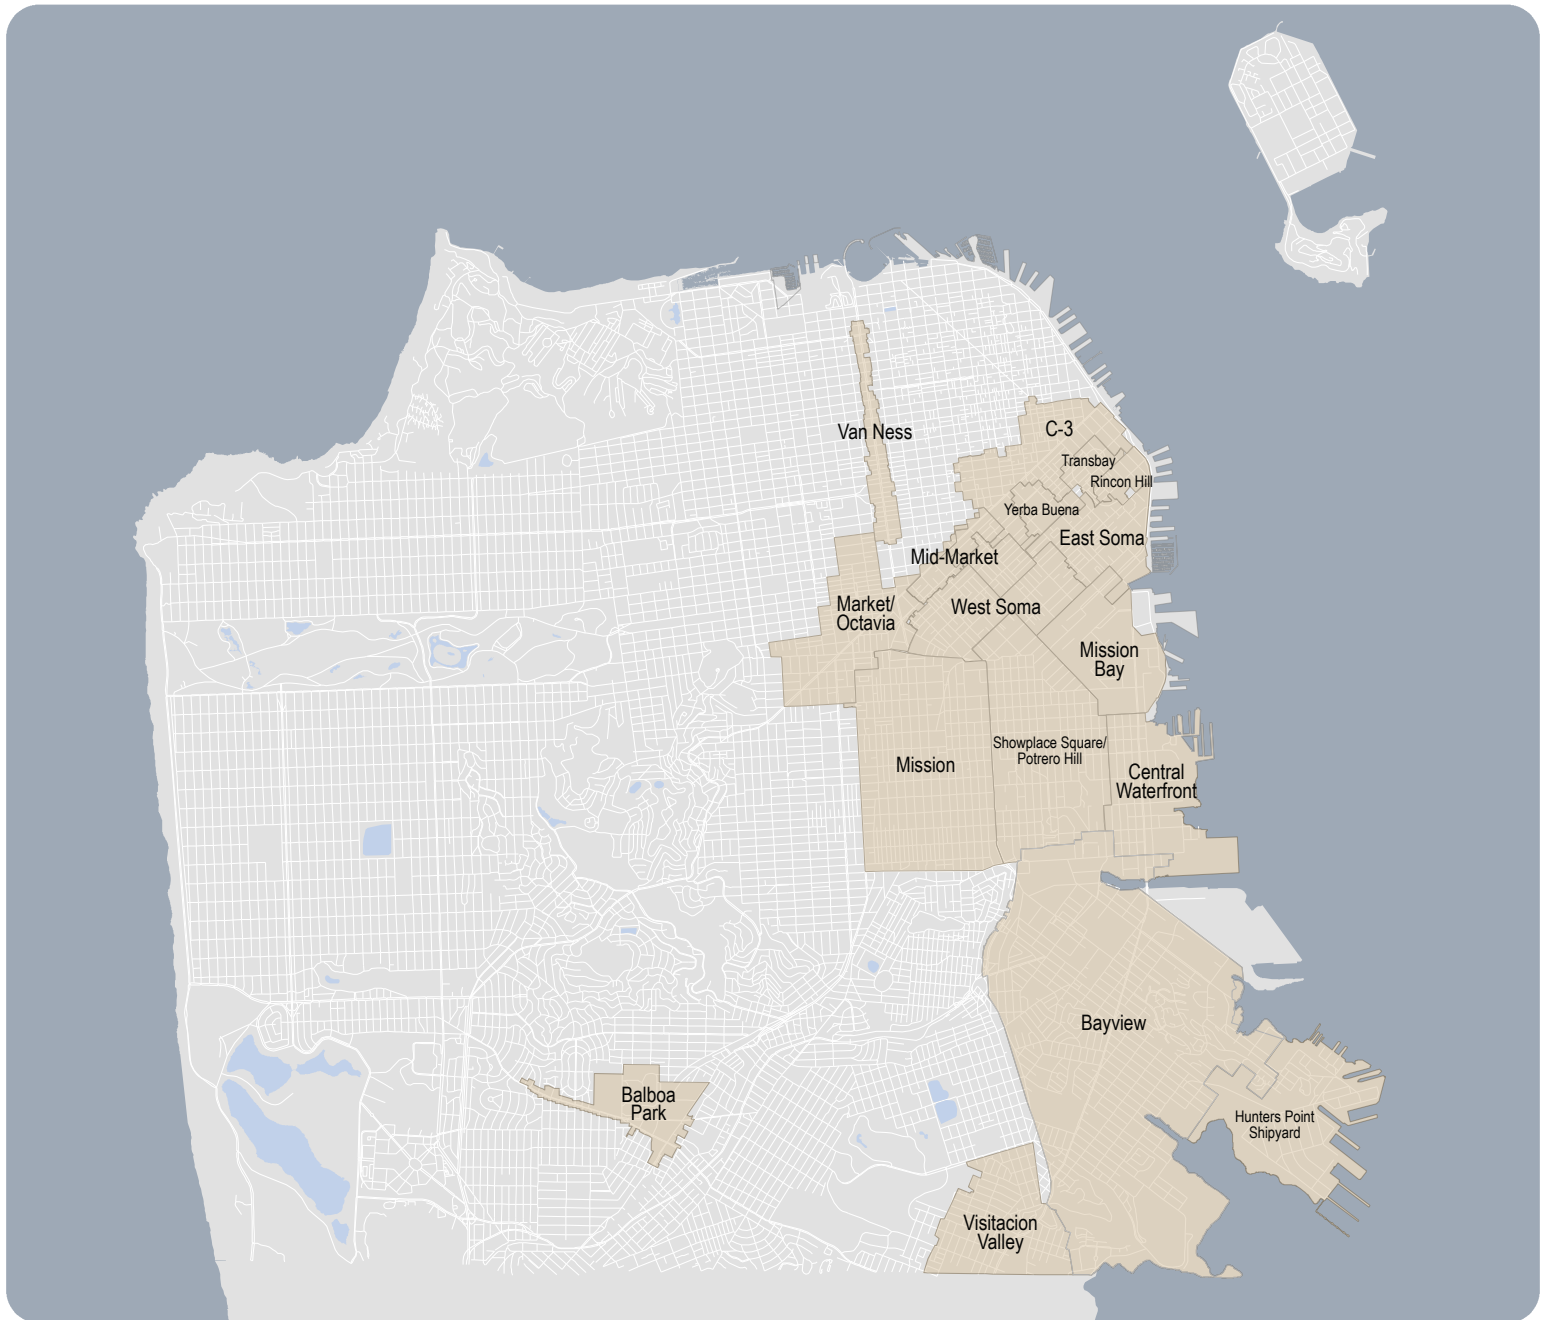 Van Ness
C-3
Transbay
Rincon Hill
Yerba Buena
East Soma
Mid-Market
Market/
Octavia
West Soma
Mission
Bay
Showplace Square/
Potrero Hill
Mission
Central
Waterfront
Bayview
Balboa
Park
Hunters Point
Shipyard
Visitacion
Valley